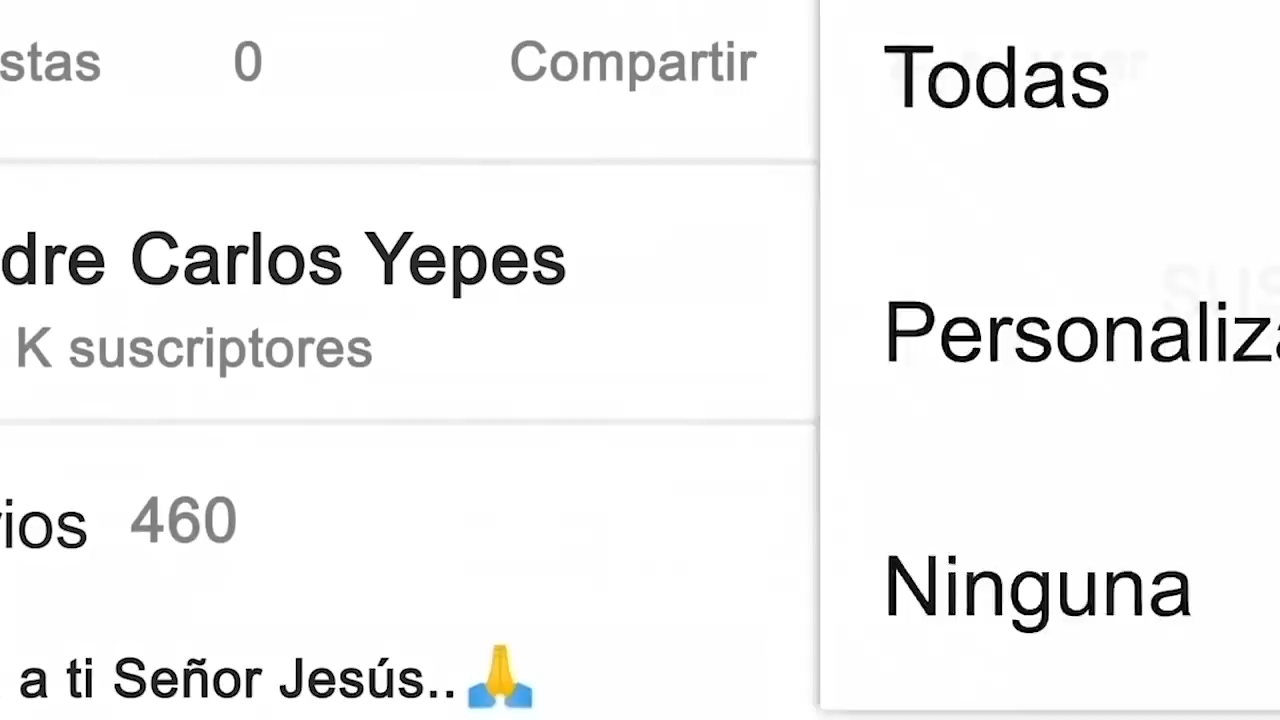 stas 0 Compartir
dre Carlos Yepes
K suscriptores
ios 460
a ti Señor Jesús..🙏
Todas
Personaliza
Ninguna